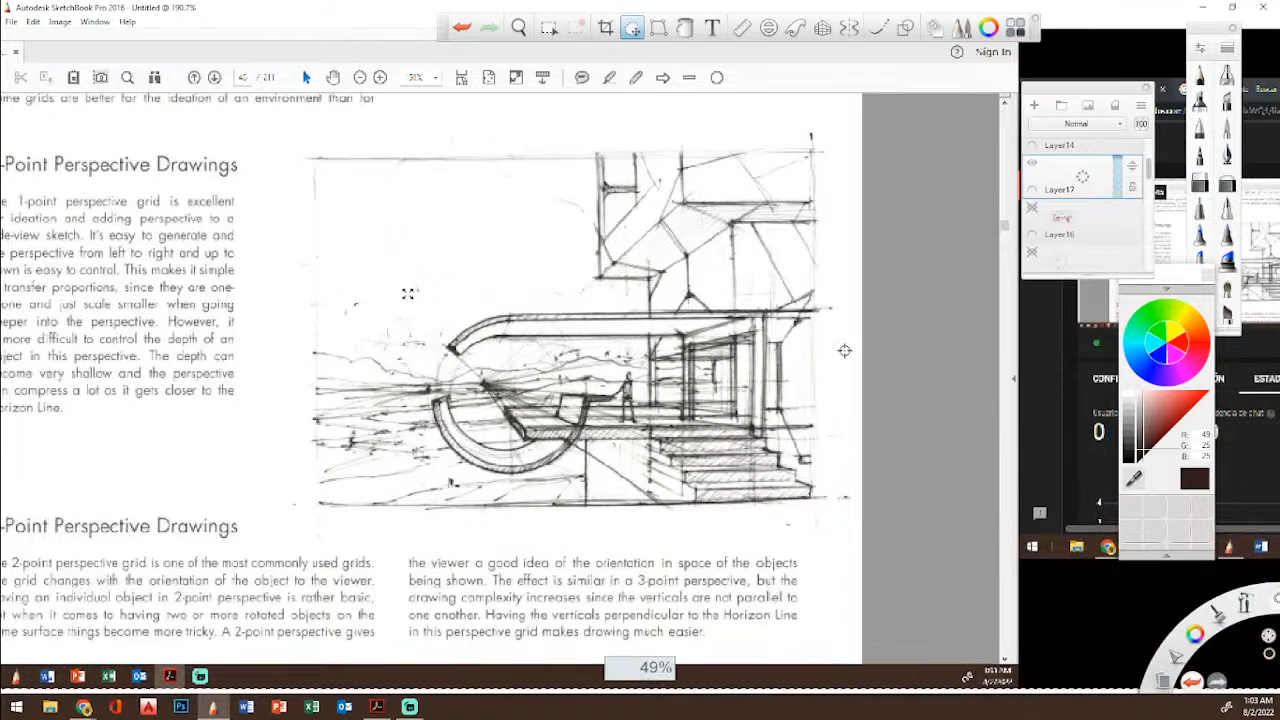 Autodesk SketchBook Pro 2016 - Untitled @ 190.7%
File Edit Image Window Help
Sign In
Normal
100
Layer14
Layer17
Layer16
ome grids are better for the ideation of an environment than for
-Point Perspective Drawings
e 1-point perspective grid is excellent
r ideation and adding perspective to a
de-view sketch. It's easy to generate and
e perspective from left to right and up to
wn is easy to control. This makes it simple
transfer proportions, since they are one-
one and just scale smaller when going
eper into the perspective. However, it
more difficult to control the depth of an
ject in this perspective. The depth can
come very shallow and the perspective
n compress a lot as it gets closer to the
orizon Line.
CONFI
ÓN
ESTAD
0
R: 49
G: 25
B: 25
-Point Perspective Drawings
e 2-point perspective grid is one of the most commonly used grids.
e grid changes with the orientation of the object to the viewer.
aving an individual object in 2-point perspective is rather basic,
t when it comes to having two or more rotated objects on the
me surface things become more tricky. A 2-point perspective gives
the viewer a good idea of the orientation in space of the objects
being shown. The effect is similar in a 3-point perspective, but the
drawing complexity increases since the verticals are not parallel to
one another. Having the verticals perpendicular to the Horizon Line
in this perspective grid makes drawing much easier.
49%
1:03 AM
8/2/2022